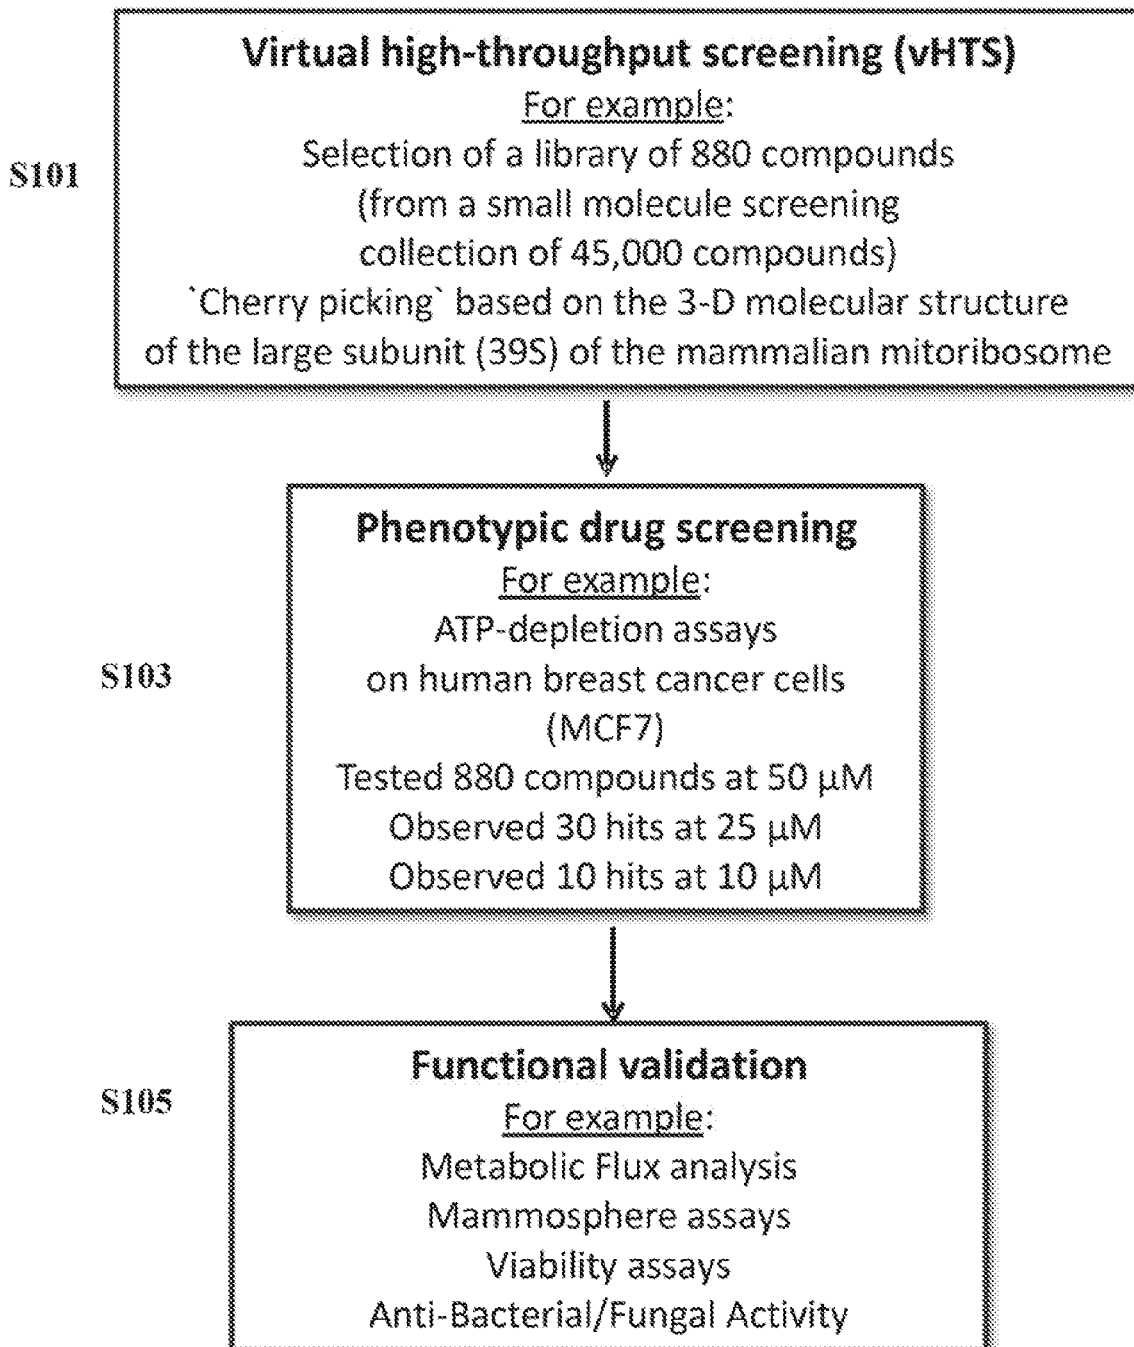 Virtual high-throughput screening (vHTS)
For example:
S101
Selection of a library of 880 compounds
(from a small molecule screening
collection of 45,000 compounds)
`Cherry picking` based on the 3-D molecular structure
of the large subunit (39S) of the mammalian mitoribosome
Phenotypic drug screening
For example:
ATP-depletion assays
S103
on human breast cancer cells
(MCF7)
Tested 880 compounds at 50 μM
Observed 30 hits at 25 μM
Observed 10 hits at 10 μM
Functional validation
S105
For example:
Metabolic Flux analysis
Mammosphere assays
Viability assays
Anti-Bacterial/Fungal Activity